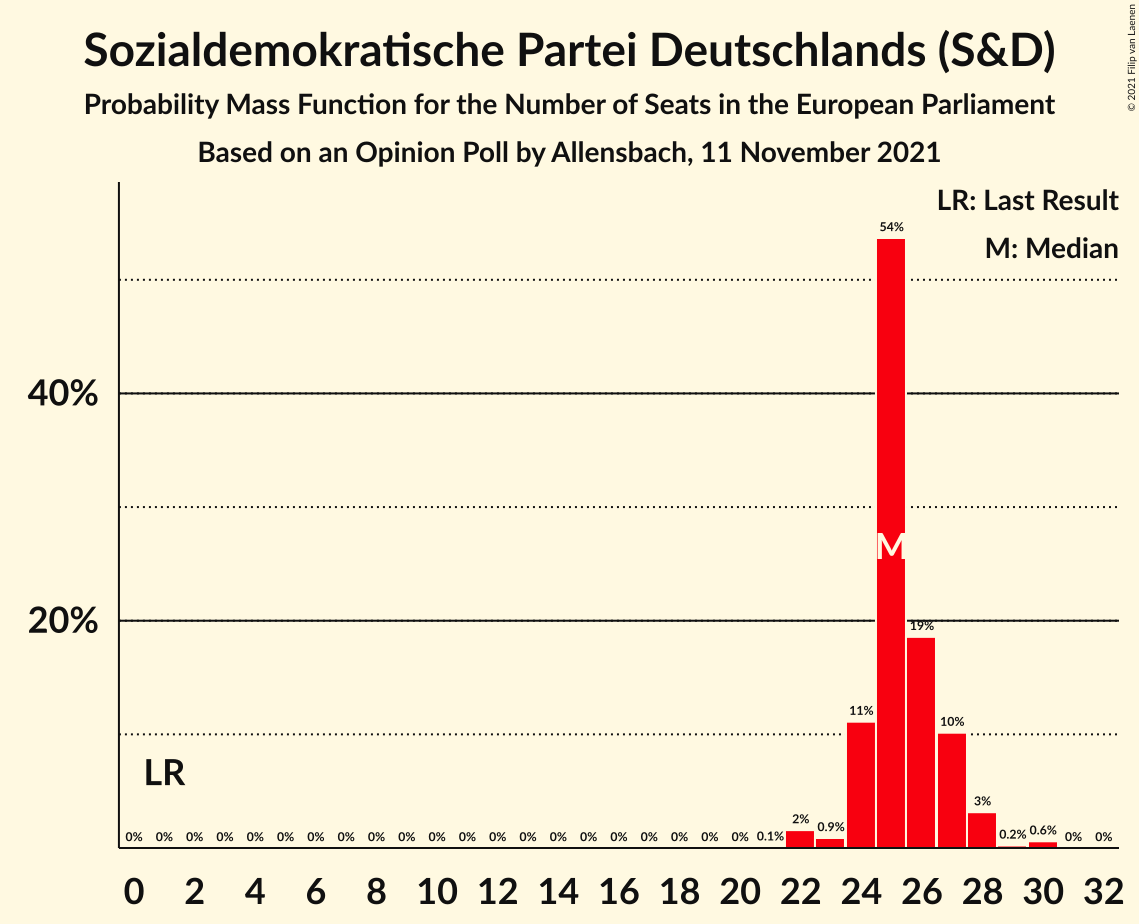 Sozialdemokratische Partei Deutschlands (S&D)
Probability Mass Function for the Number of Seats in the European Parliament
Based on an Opinion Poll by Allensbach, 11 November 2021
© 2021 Filip van Laenen
LR: Last Result
M: Median
54%
40%
M
20%
19%
11%
10%
LR
3%
0% 0% 0% 0% 0% 0% 0% 0% 0% 0% 0% 0% 0% 0% 0% 0% 0% 0% 0% 0% 0% 0.1% 2% 0.9% 0.2% 0.6% 0% 0%
0 2 4 6 8 10 12 14 16 18 20 22 24 26 28 30 32